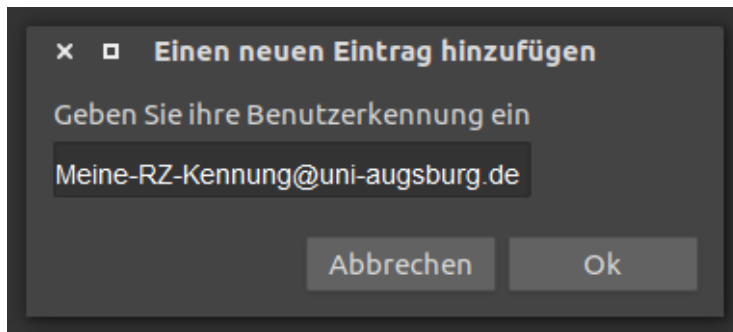 Einen neuen Eintrag hinzufügen
Geben Sie ihre Benutzerkennung ein
Meine-RZ-Kennung@uni-augsburg.de
Abbrechen Ok